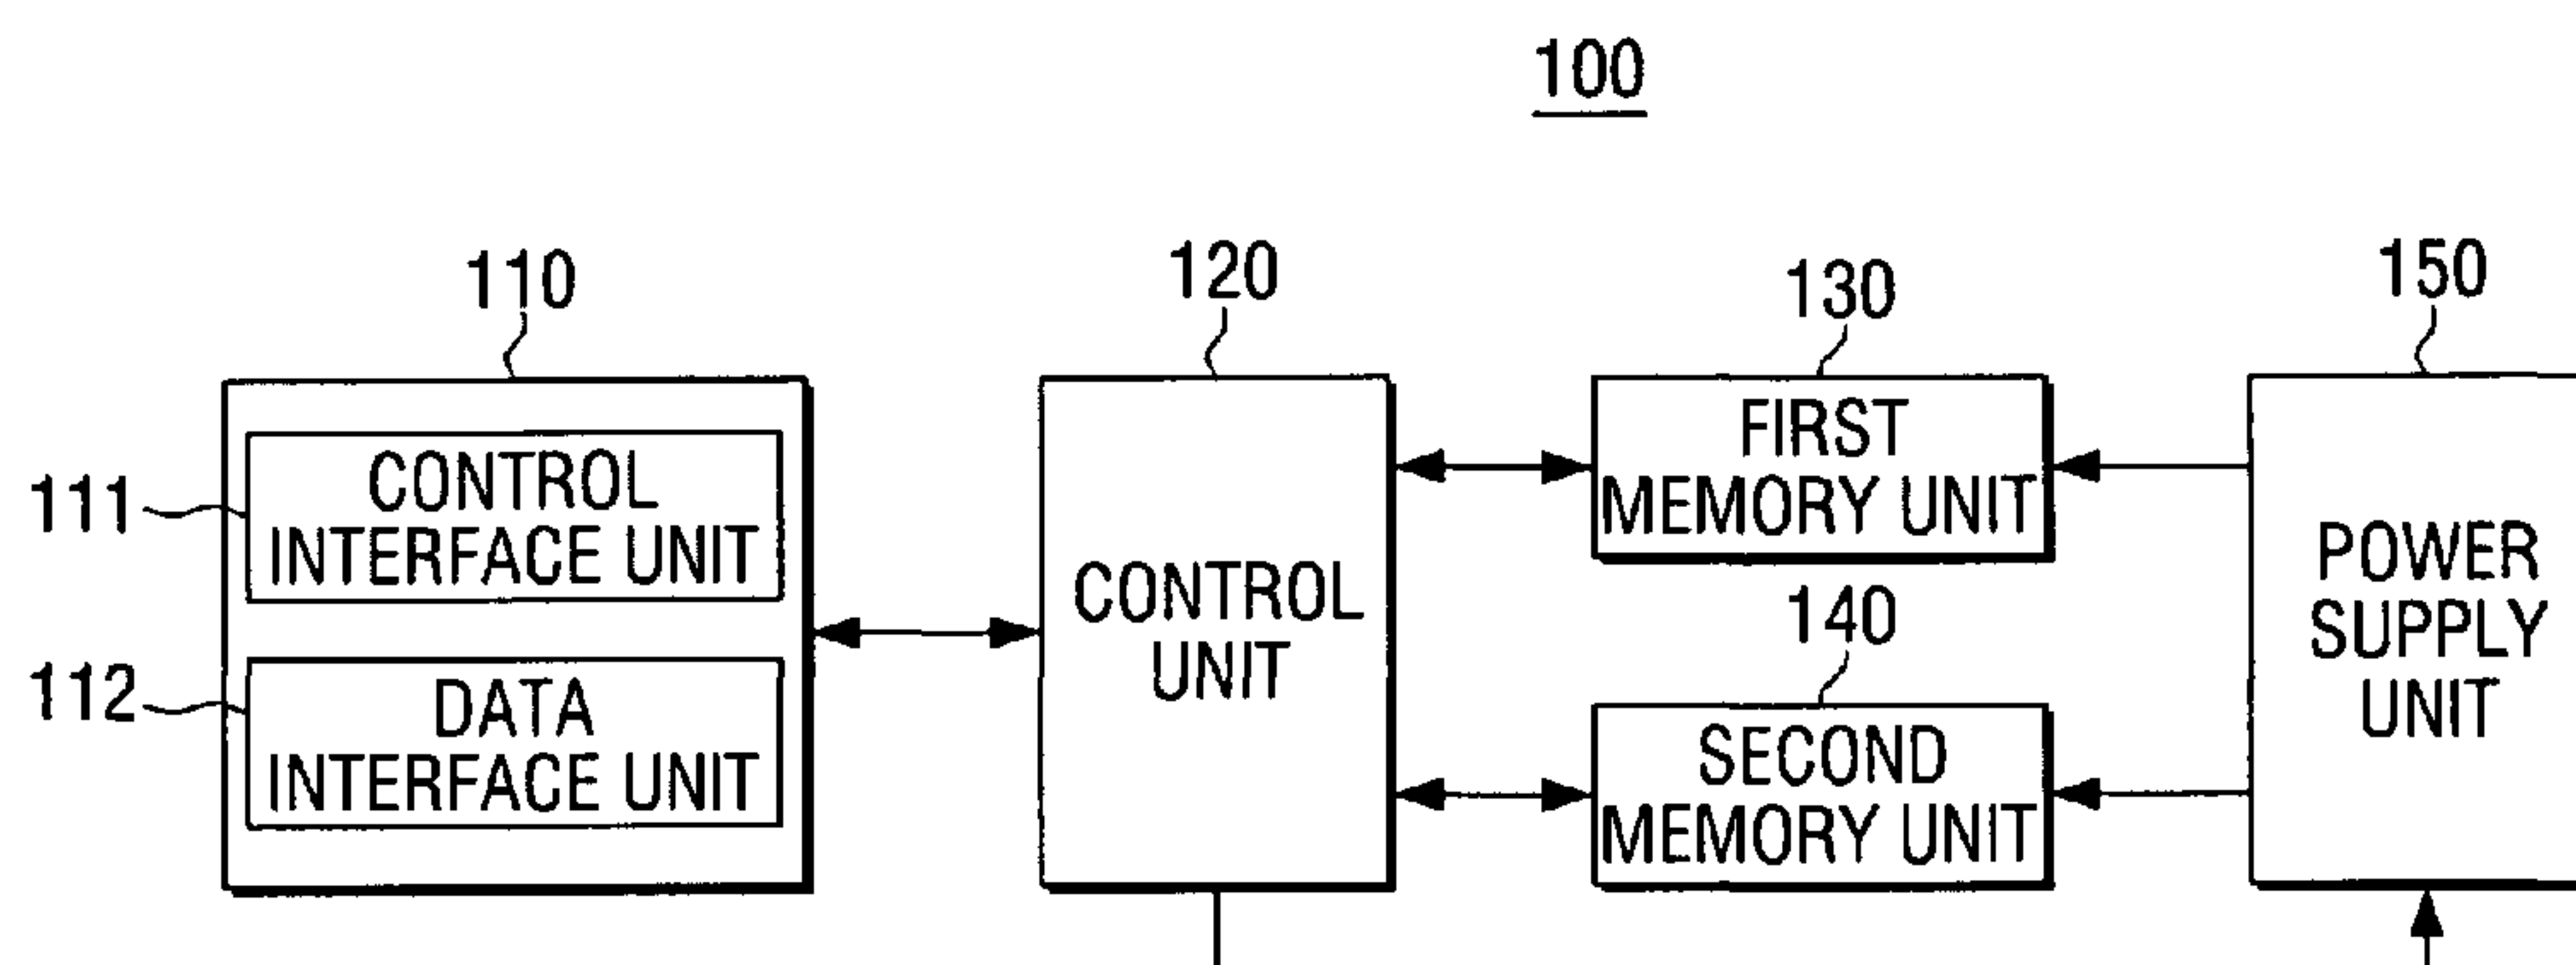 100
110
120
130
150
111
CONTROL
INTERFACE UNIT
112
DATA
INTERFACE UNIT
CONTROL
UNIT
FIRST
MEMORY UNIT
140
SECOND
MEMORY UNIT
POWER
SUPPLY
UNIT